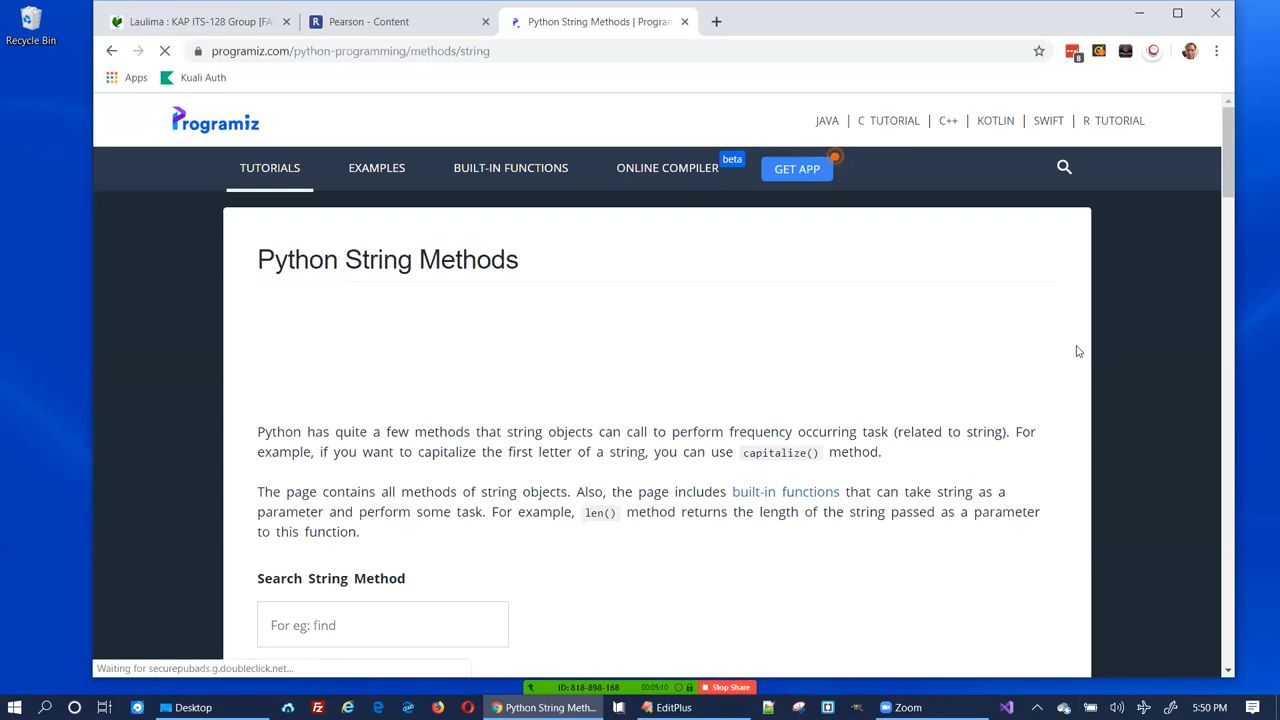 Recycle Bin
Laulima : KAP ITS-128 Group [FA
Pearson - Content
Python String Methods | Program
programiz.com/python-programming/methods/string
8
Apps
Kuali Auth
Programiz
JAVA | C TUTORIAL | C++ | KOTLIN | SWIFT | R TUTORIAL
TUTORIALS
EXAMPLES
BUILT-IN FUNCTIONS
ONLINE COMPILER
beta
GET APP
Python String Methods
Python has quite a few methods that string objects can call to perform frequency occurring task (related to string). For
example, if you want to capitalize the first letter of a string, you can use capitalize() method.
The page contains all methods of string objects. Also, the page includes built-in functions that can take string as a
parameter and perform some task. For example, len() method returns the length of the string passed as a parameter
to this function.
Search String Method
For eg: find
Waiting for securepubads.g.doubleclick.net...
ID: 818-898-168
00:05:10
Stop Share
Desktop
Python String Meth...
EditPlus
Zoom
5:50 PM